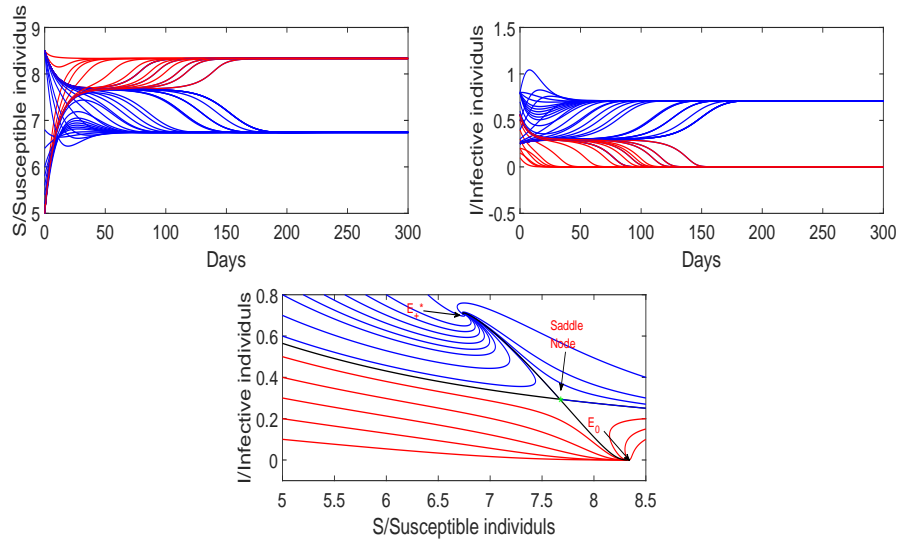 9
8
7
6
5
S/Susceptible individuls
0 50 100 150 200 250 300
Days
1.5
1
0.5
0
-0.5
I/Infective individuals
0 50 100 150 200 250 300
Days
0.8
0.6
0.4
0.2
0
I/Infective individuals
E₊*
Saddle
Node
E₀
5 5.5 6 6.5 7 7.5 8 8.5
S/Susceptible individuls